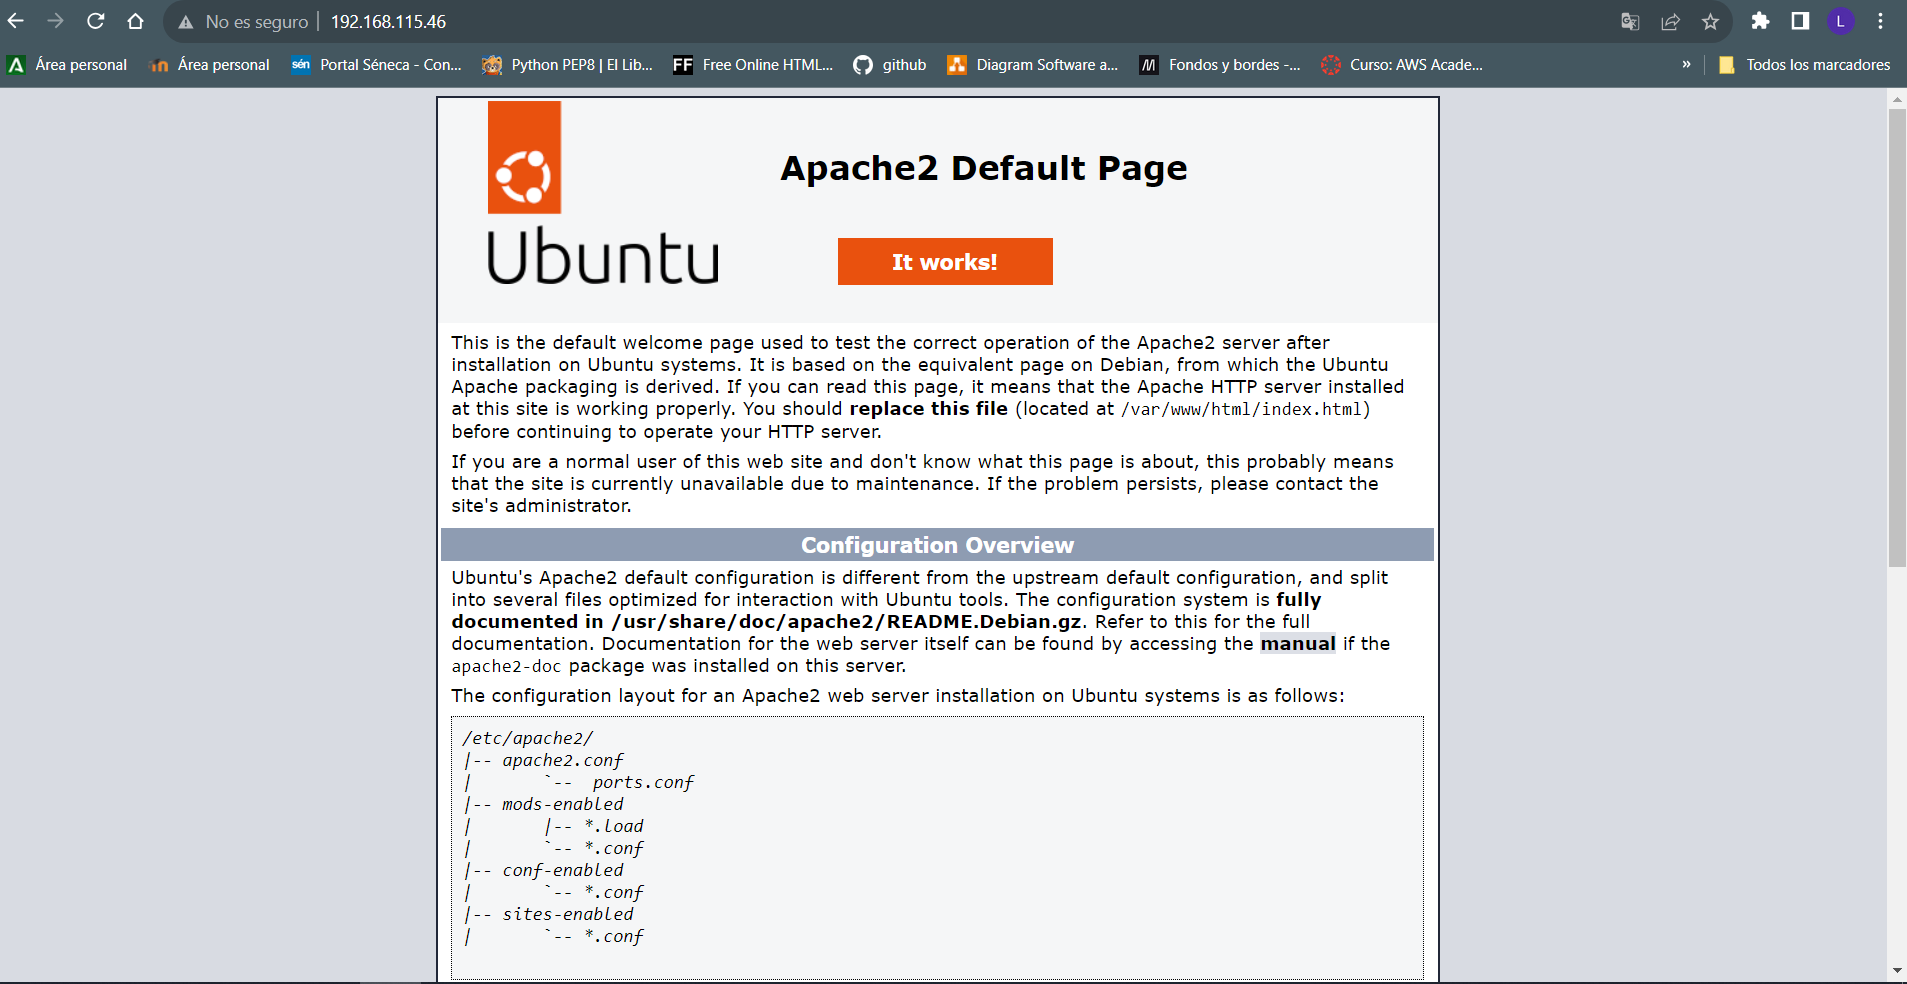 No es seguro | 192.168.115.46
Área personal Área personal sén Portal Séneca - Con... Python PEP8 | El Lib... FF Free Online HTML... github Diagram Software a... M Fondos y bordes -... Curso: AWS Acade... » Todos los marcadores
L
Apache2 Default Page
Ubuntu
It works!
This is the default welcome page used to test the correct operation of the Apache2 server after
installation on Ubuntu systems. It is based on the equivalent page on Debian, from which the Ubuntu
Apache packaging is derived. If you can read this page, it means that the Apache HTTP server installed
at this site is working properly. You should replace this file (located at /var/www/html/index.html)
before continuing to operate your HTTP server.
If you are a normal user of this web site and don't know what this page is about, this probably means
that the site is currently unavailable due to maintenance. If the problem persists, please contact the
site's administrator.
Configuration Overview
Ubuntu's Apache2 default configuration is different from the upstream default configuration, and split
into several files optimized for interaction with Ubuntu tools. The configuration system is fully
documented in /usr/share/doc/apache2/README.Debian.gz. Refer to this for the full
documentation. Documentation for the web server itself can be found by accessing the manual if the
apache2-doc package was installed on this server.
The configuration layout for an Apache2 web server installation on Ubuntu systems is as follows:
/etc/apache2/
|-- apache2.conf
|       `--  ports.conf
|-- mods-enabled
|       |-- *.load
|       `-- *.conf
|-- conf-enabled
|       `-- *.conf
|-- sites-enabled
|       `-- *.conf